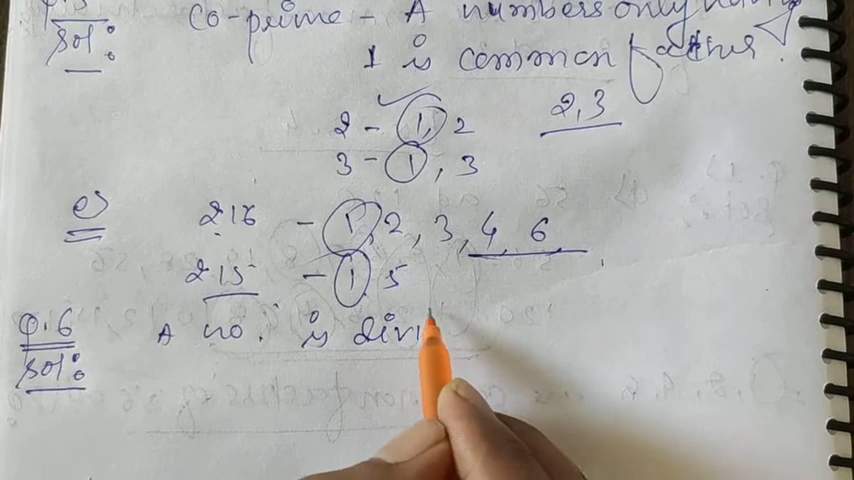 Sol:
Co-prime - A numbers only
1 is common factors.
2 - 1, 2
2, 3
3 - 1, 3
e) 216 - 1, 2, 3, 4, 6
215 - 1, 5
Q.6 A no. is divi
Sol: